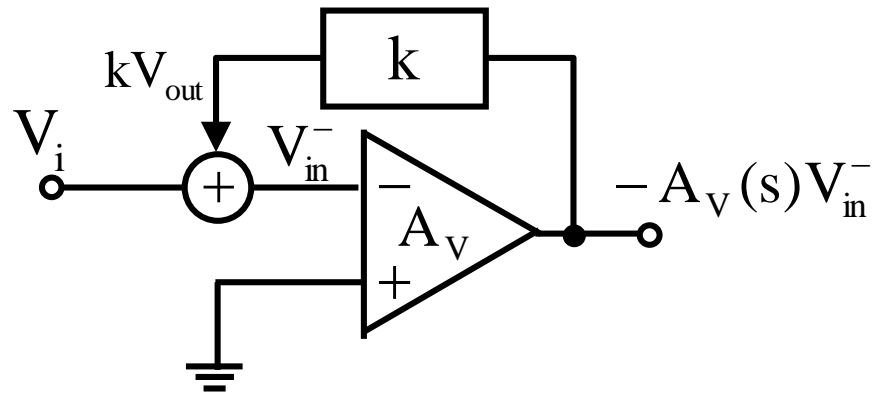 k
kV_out
V_i
V_in^−
+
− A_V(s)V_in^−
−
A_V
+